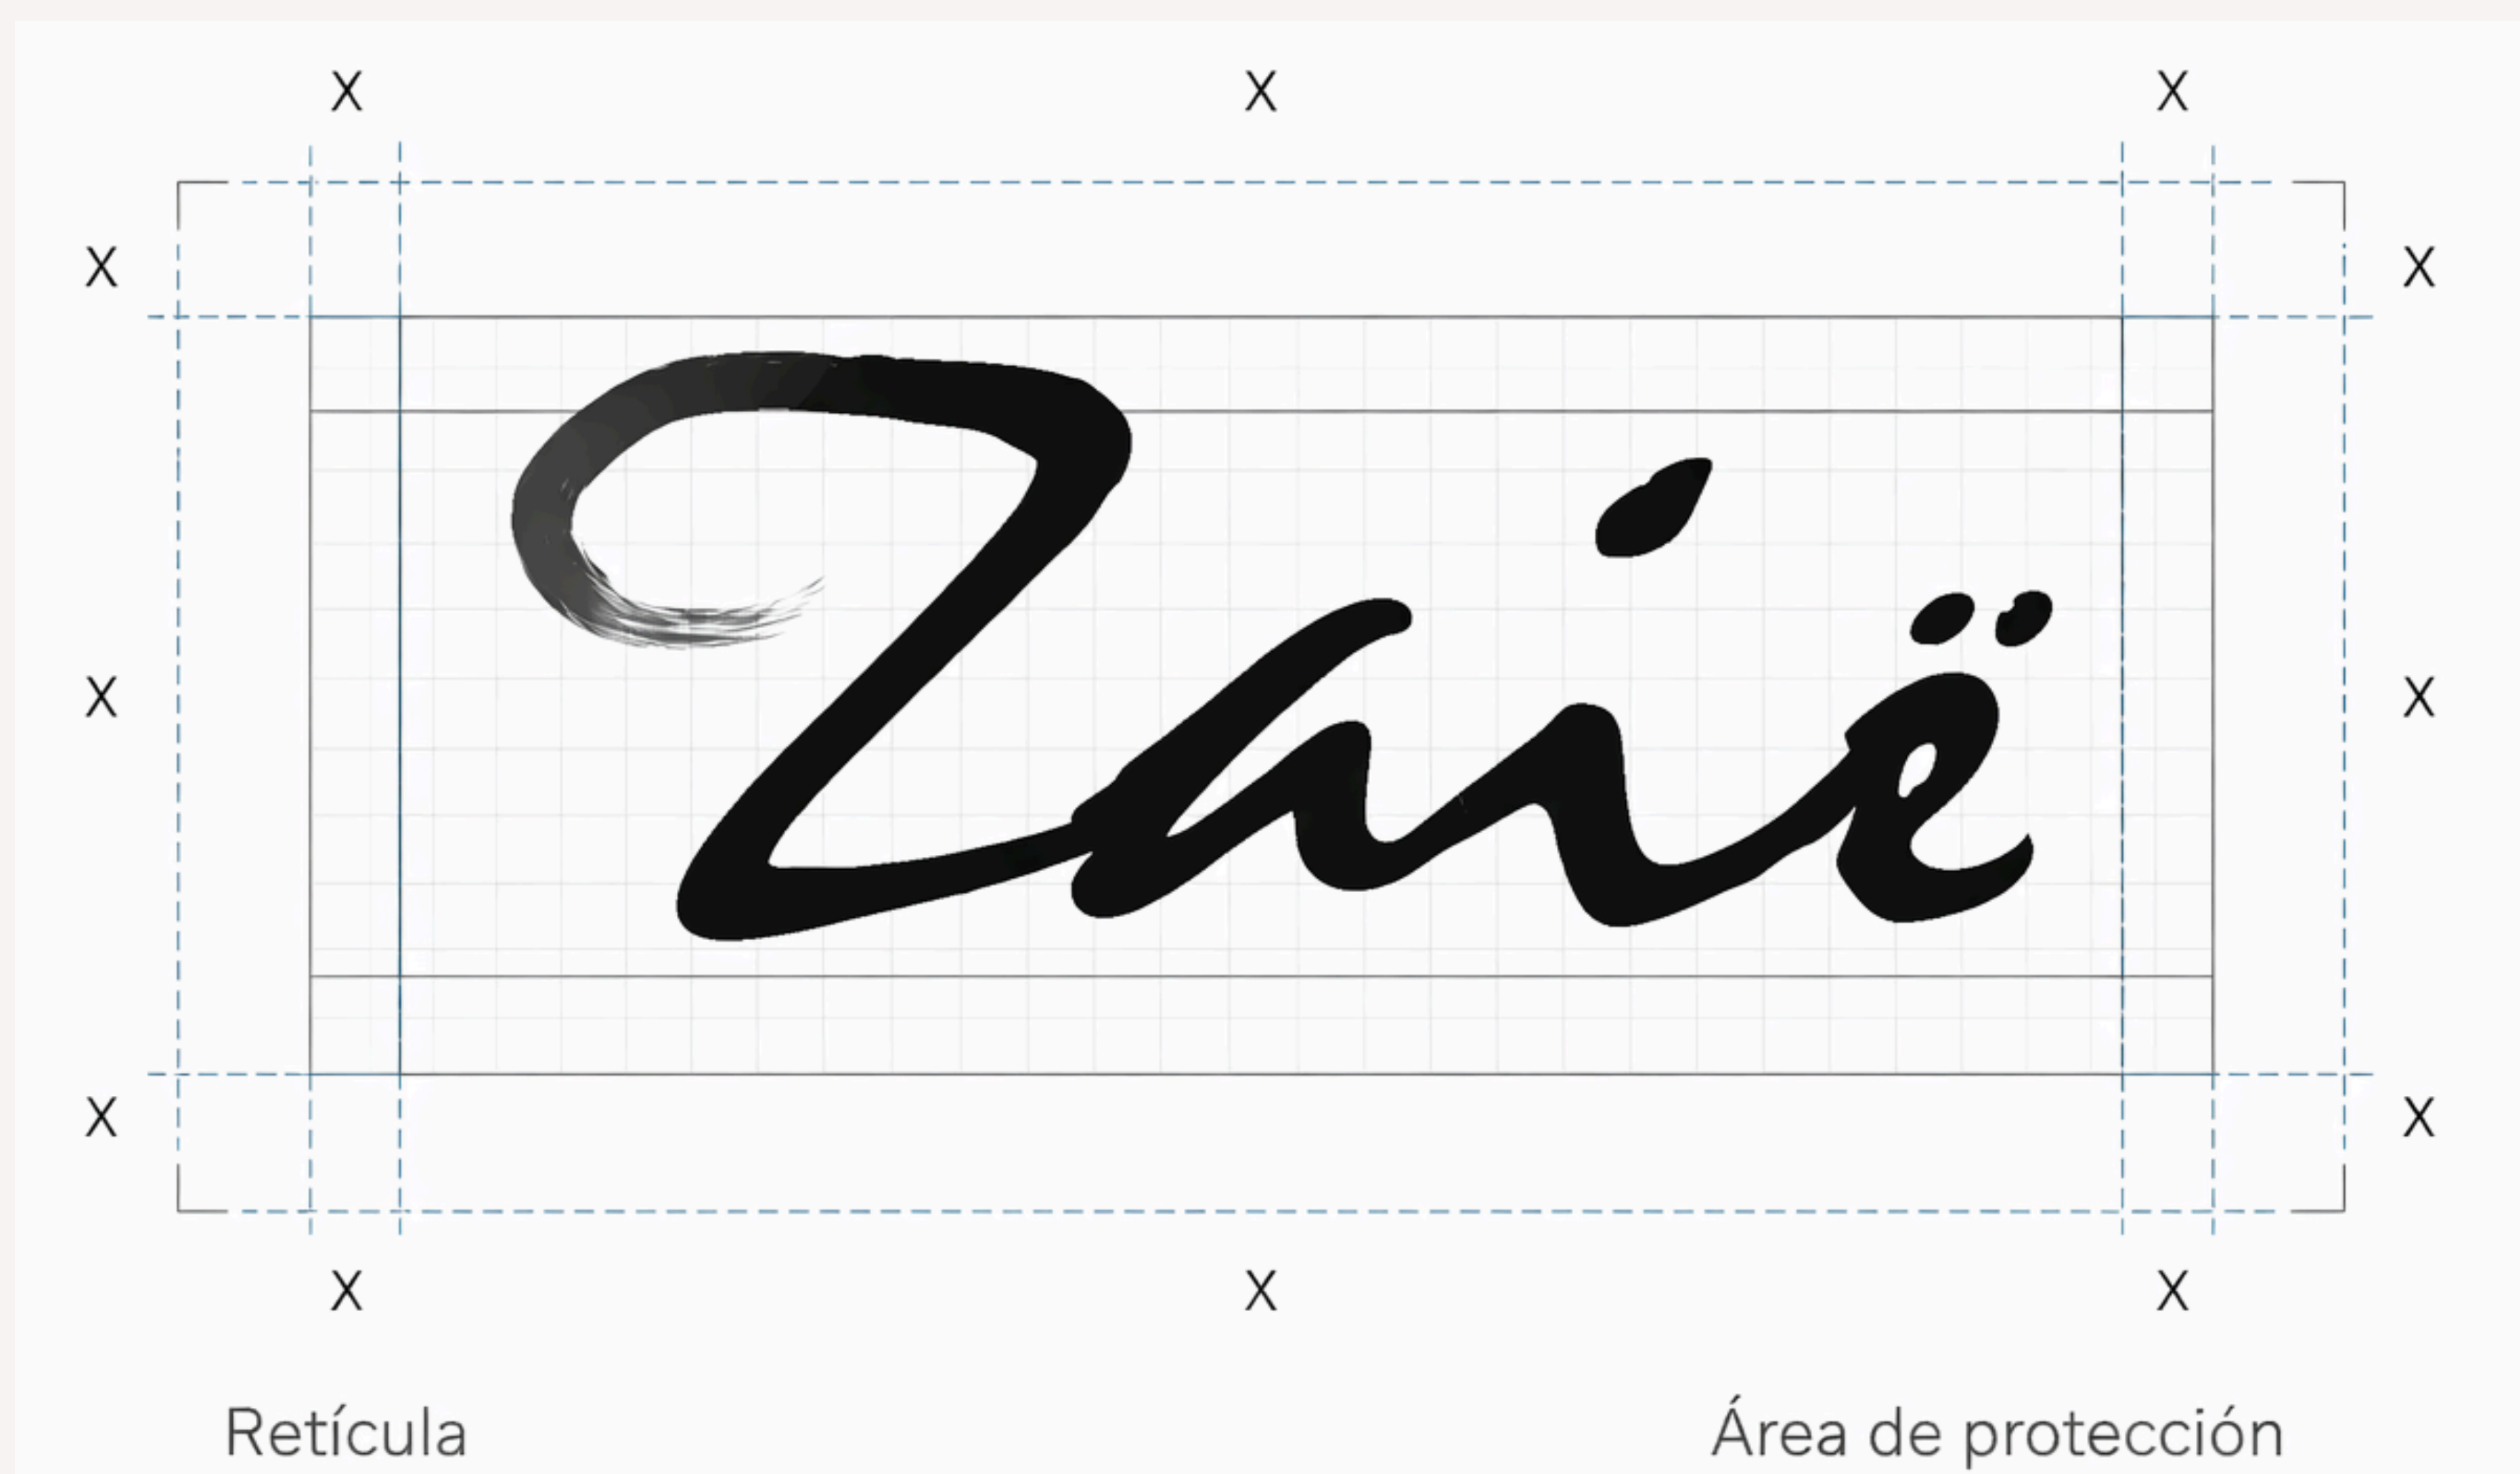 X X X
X X
Zaië
X X
X X
X X X
Retícula Área de protección